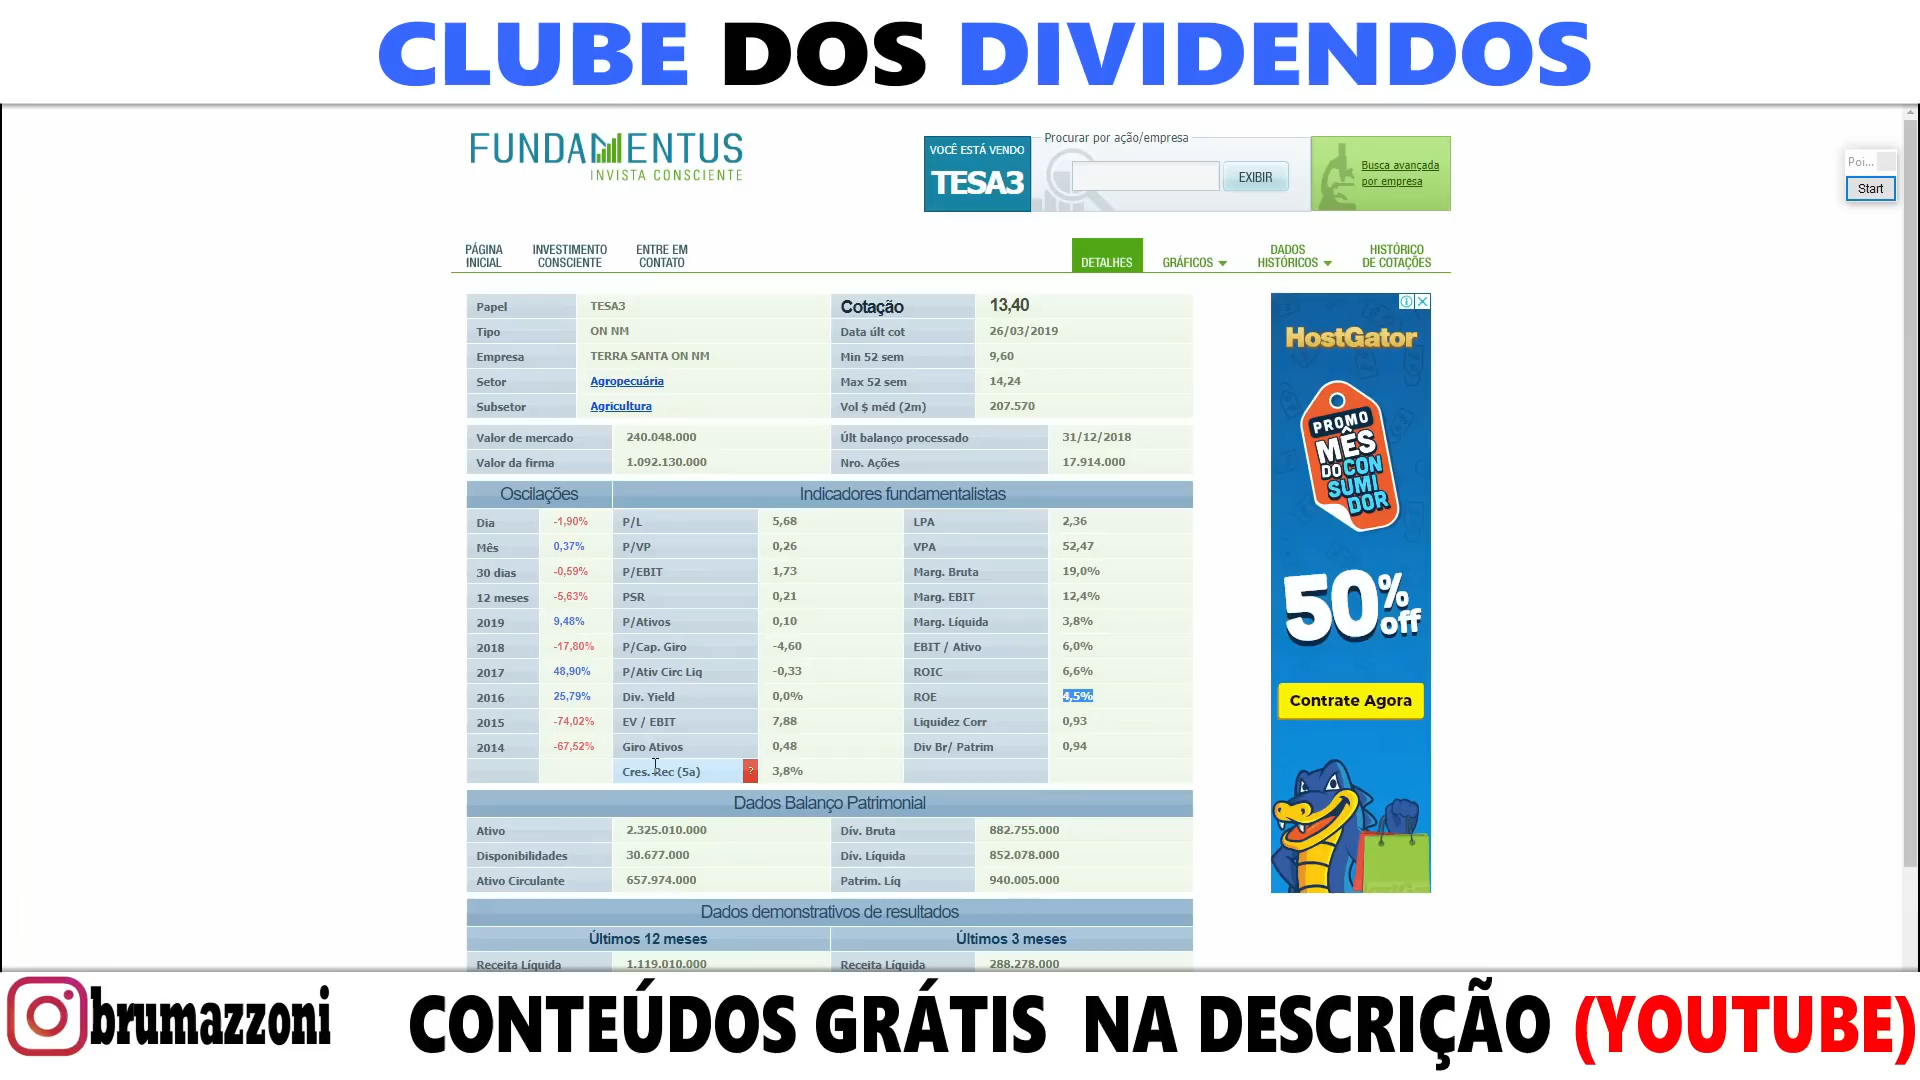 CLUBE DOS DIVIDENDOS
FUNDAMENTUS
INVISTA CONSCIENTE
VOCÊ ESTÁ VENDO
TESA3
Procurar por ação/empresa
EXIBIR
Busca avançada
por empresa
Poi...
Start
PÁGINA INICIAL
INVESTIMENTO CONSCIENTE
ENTRE EM CONTATO
DETALHES
GRÁFICOS
DADOS HISTÓRICOS
HISTÓRICO DE COTAÇÕES
Papel TESA3 Cotação 13,40
Tipo ON NM Data últ cot 26/03/2019
Empresa TERRA SANTA ON NM Min 52 sem 9,60
Setor Agropecuária Max 52 sem 14,24
Subsetor Agricultura Vol $ méd (2m) 207.570
Valor de mercado 240.048.000 Últ balanço processado 31/12/2018
Valor da firma 1.092.130.000 Nro. Ações 17.914.000
Oscilações Indicadores fundamentalistas
Dia -1,90% P/L 5,68 LPA 2,36
Mês 0,37% P/VP 0,26 VPA 52,47
30 dias -0,59% P/EBIT 1,73 Marg. Bruta 19,0%
12 meses -5,63% PSR 0,21 Marg. EBIT 12,4%
2019 9,48% P/Ativos 0,10 Marg. Líquida 3,8%
2018 -17,80% P/Cap. Giro -4,60 EBIT / Ativo 6,0%
2017 48,90% P/Ativ Circ Liq -0,33 ROIC 6,6%
2016 25,79% Div. Yield 0,0% ROE 4,5%
2015 -74,02% EV / EBIT 7,88 Liquidez Corr 0,93
2014 -67,52% Giro Ativos 0,48 Div Br/ Patrim 0,94
Cres. Rec (5a) ? 3,8%
Dados Balanço Patrimonial
Ativo 2.325.010.000 Dív. Bruta 882.755.000
Disponibilidades 30.677.000 Dív. Líquida 852.078.000
Ativo Circulante 657.974.000 Patrim. Líq 940.005.000
Dados demonstrativos de resultados
Últimos 12 meses Últimos 3 meses
Receita Líquida 1.119.010.000 Receita Líquida 288.278.000
HostGator
PROMO
MÊS
DO CON
SUMI
DOR
50% off
Contrate Agora
brumazzoni
CONTEÚDOS GRÁTIS NA DESCRIÇÃO (YOUTUBE)